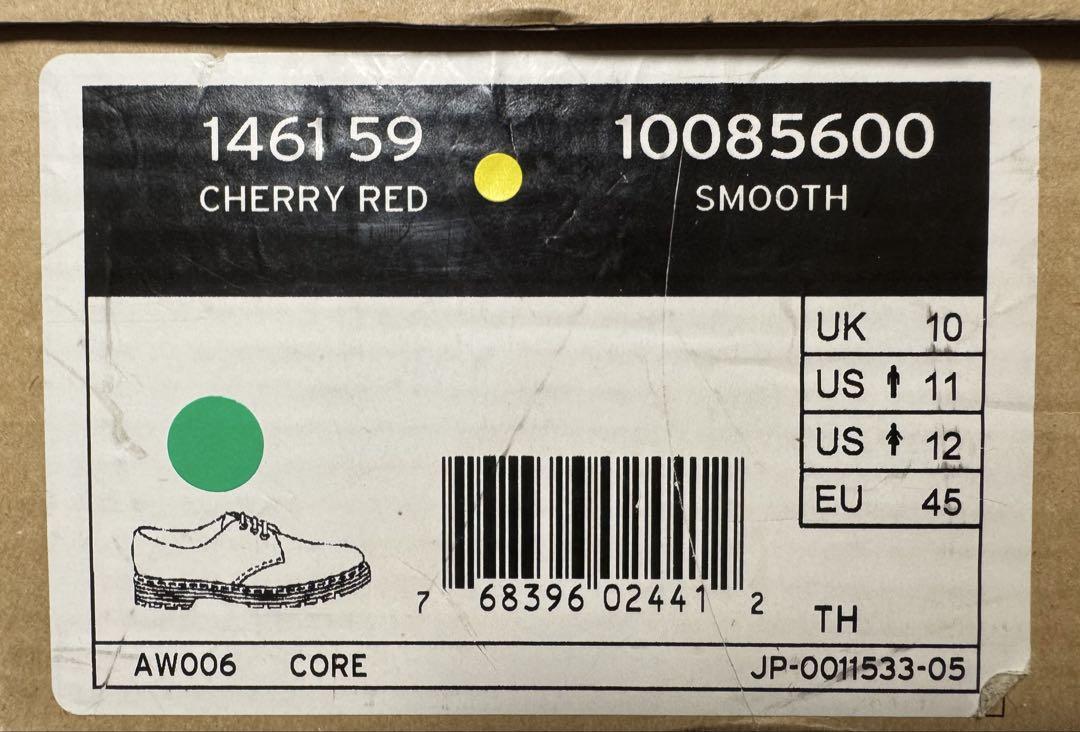 1461 59
CHERRY RED
10085600
SMOOTH
UK 10
US 11
US 12
EU 45
7 68396 02441 2
TH
AW006 CORE
JP-0011533-05